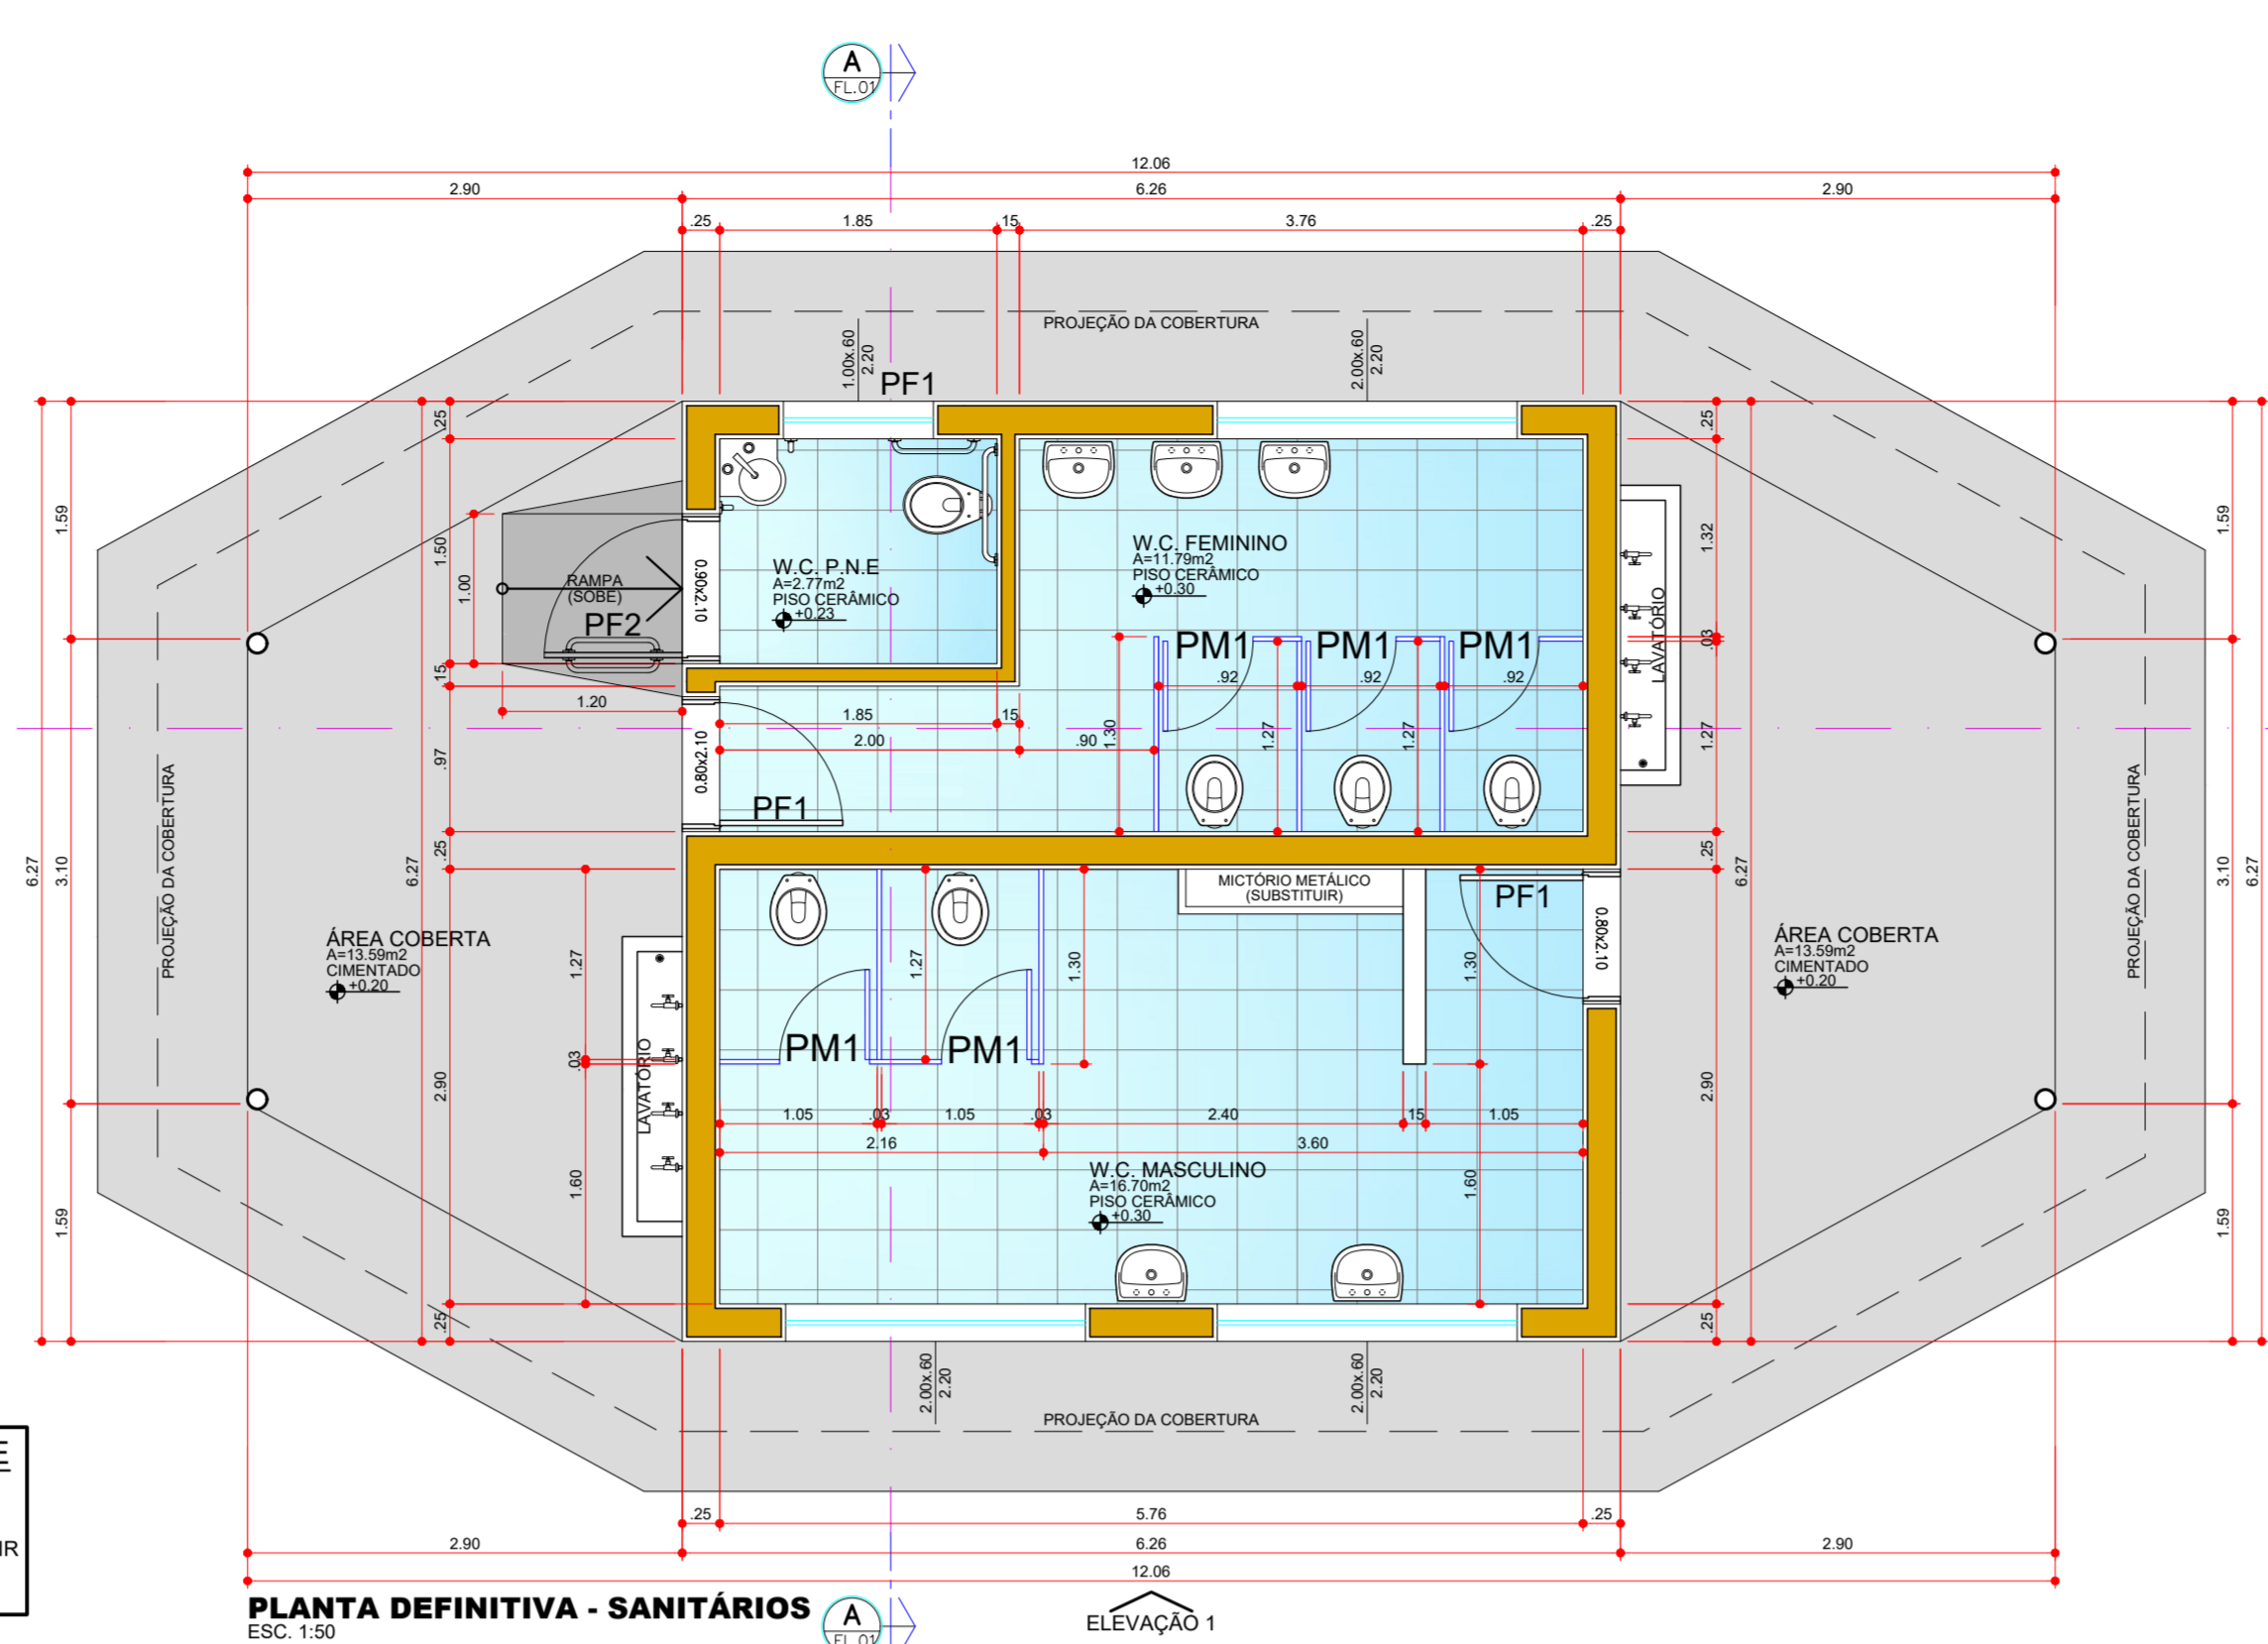 A
FL.01
12.06
2.90
6.26
2.90
.25
1.85
.15
3.76
.25
PROJEÇÃO DA COBERTURA
1.00x.60
2.20
2.00x.60
2.20
PF1
6.27
1.59
3.10
1.59
6.27
.25
1.50
.15
.97
.25
2.90
.25
1.00
RAMPA
(SOBE)
PF2
1.20
0.90x2.10
W.C. P.N.E
A=2.77m2
PISO CERÂMICO
+0.23
W.C. FEMININO
A=11.79m2
PISO CERÂMICO
+0.30
PM1
PM1
PM1
.92
.92
.92
1.30
1.27
1.27
1.85
.15
2.00
.90
0.80x2.10
PF1
LAVATÓRIO
.25
1.32
.03
1.27
.25
2.90
.25
6.27
1.59
3.10
1.59
6.27
PROJEÇÃO DA COBERTURA
PROJEÇÃO DA COBERTURA
ÁREA COBERTA
A=13.59m2
CIMENTADO
+0.20
1.27
.03
1.60
LAVATÓRIO
MICTÓRIO METÁLICO
(SUBSTITUIR)
PF1
0.80x2.10
1.27
1.30
1.30
1.60
PM1
PM1
1.05
.03
1.05
.03
2.40
.15
1.05
2.16
3.60
W.C. MASCULINO
A=16.70m2
PISO CERÂMICO
+0.30
ÁREA COBERTA
A=13.59m2
CIMENTADO
+0.20
2.00x.60
2.20
2.00x.60
2.20
PROJEÇÃO DA COBERTURA
.25
5.76
.25
2.90
6.26
2.90
12.06
E
IR
PLANTA DEFINITIVA - SANITÁRIOS
ESC. 1:50
A
FL.01
ELEVAÇÃO 1